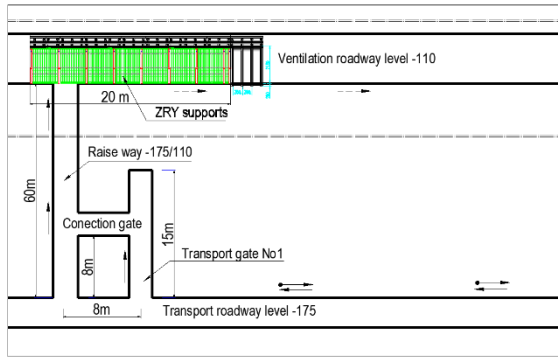 Ventilation roadway level -110
20 m
ZRY supports
Raise way -175/110
60m
Conection gate
15m
8m
Transport gate No1
8m
Transport roadway level -175